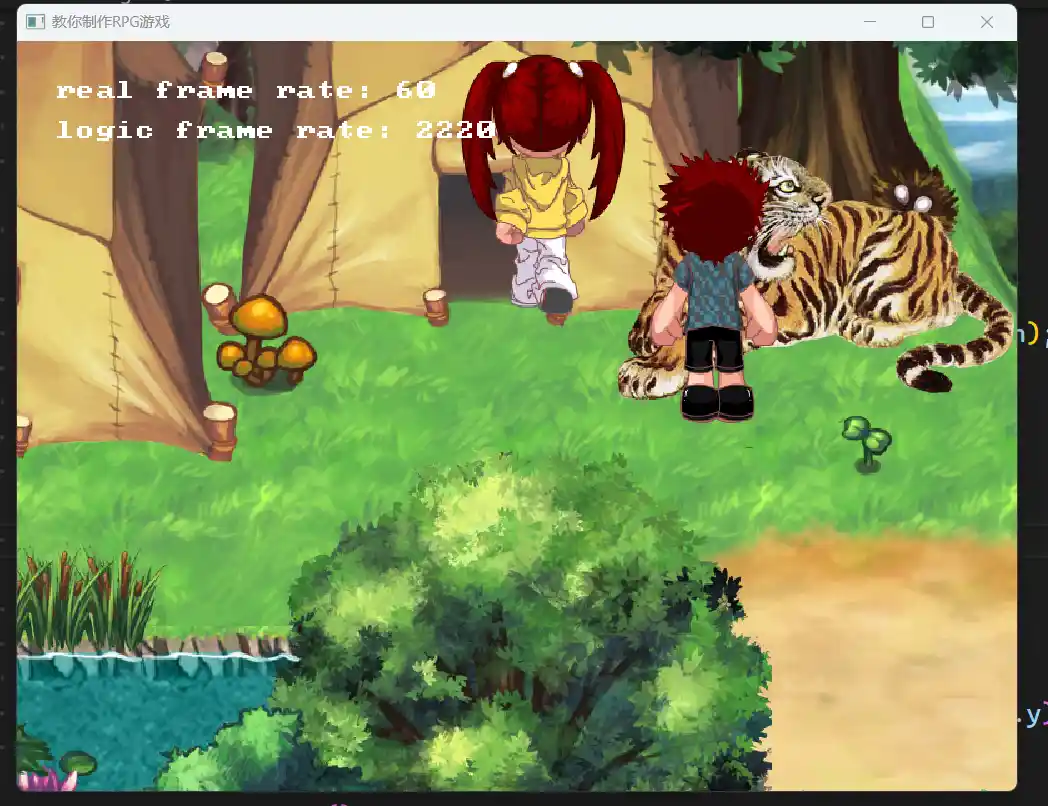 教你制作RPG游戏
real frame rate: 60
logic frame rate: 2220
);
.y